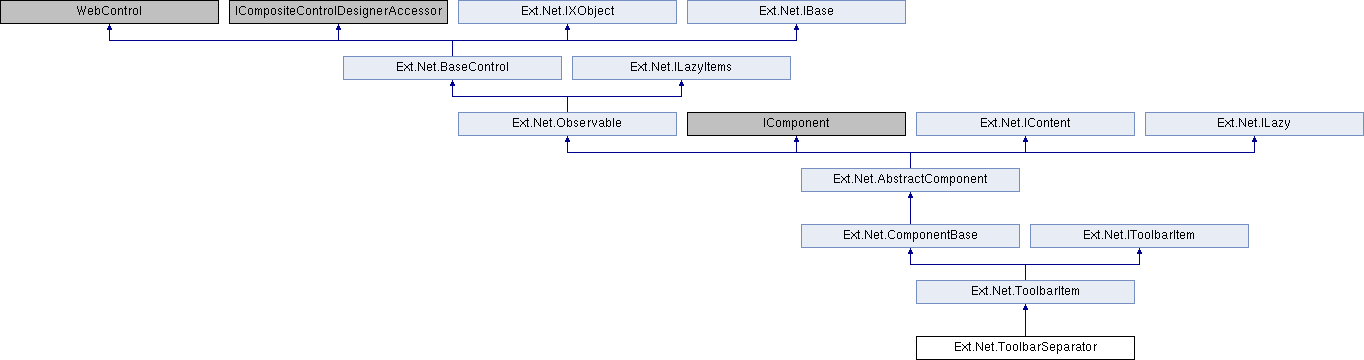 WebControl
ICompositeControlDesignerAccessor
Ext.Net.IXObject
Ext.Net.IBase
Ext.Net.BaseControl
Ext.Net.ILazyItems
Ext.Net.Observable
IComponent
Ext.Net.IContent
Ext.Net.ILazy
Ext.Net.AbstractComponent
Ext.Net.ComponentBase
Ext.Net.IToolbarItem
Ext.Net.ToolbarItem
Ext.Net.ToolbarSeparator